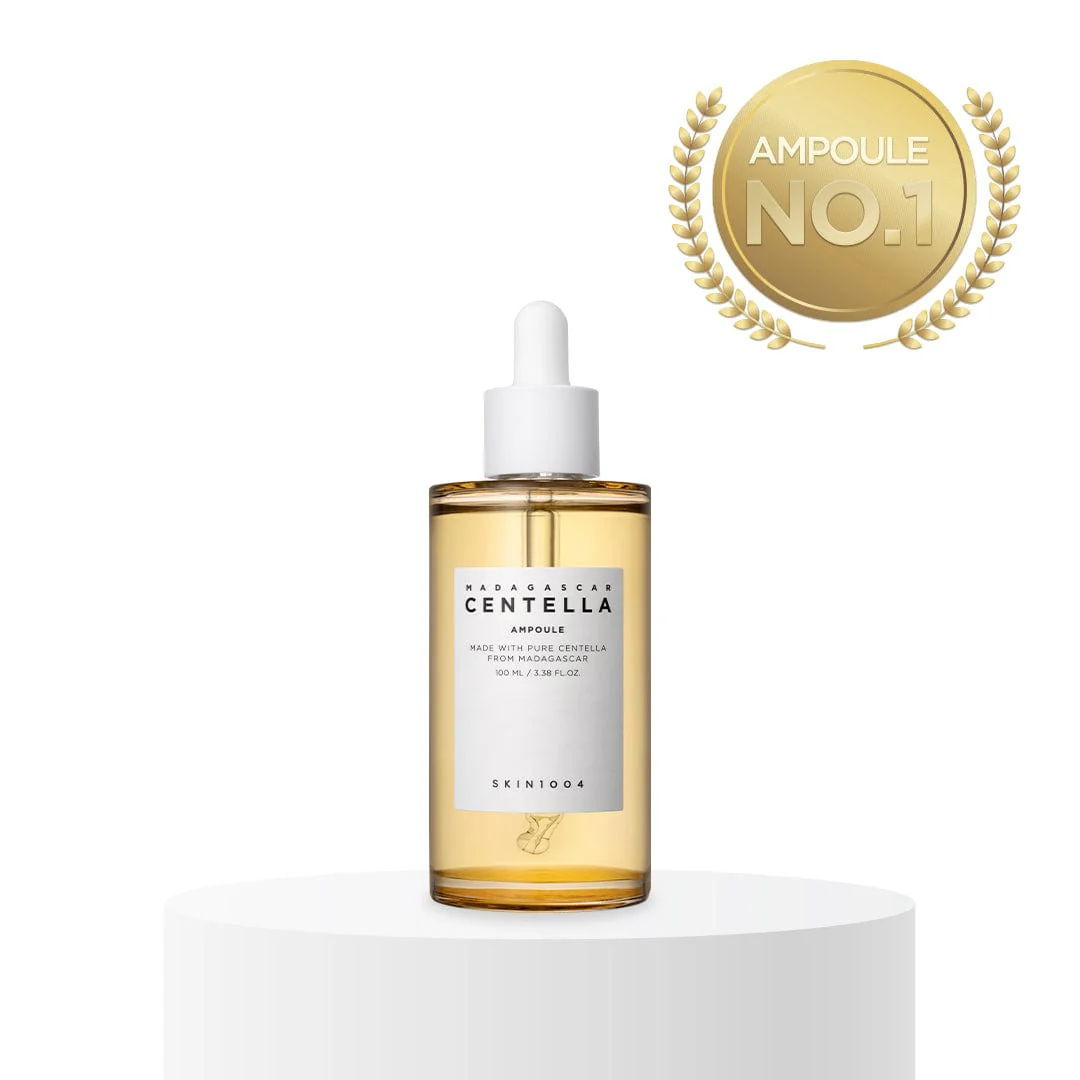 AMPOULE
NO.1
MADAGASCAR
CENTELLA
AMPOULE
MADE WITH PURE CENTELLA
FROM MADAGASCAR
100 ML / 3.38 FL.OZ.
SKIN1004